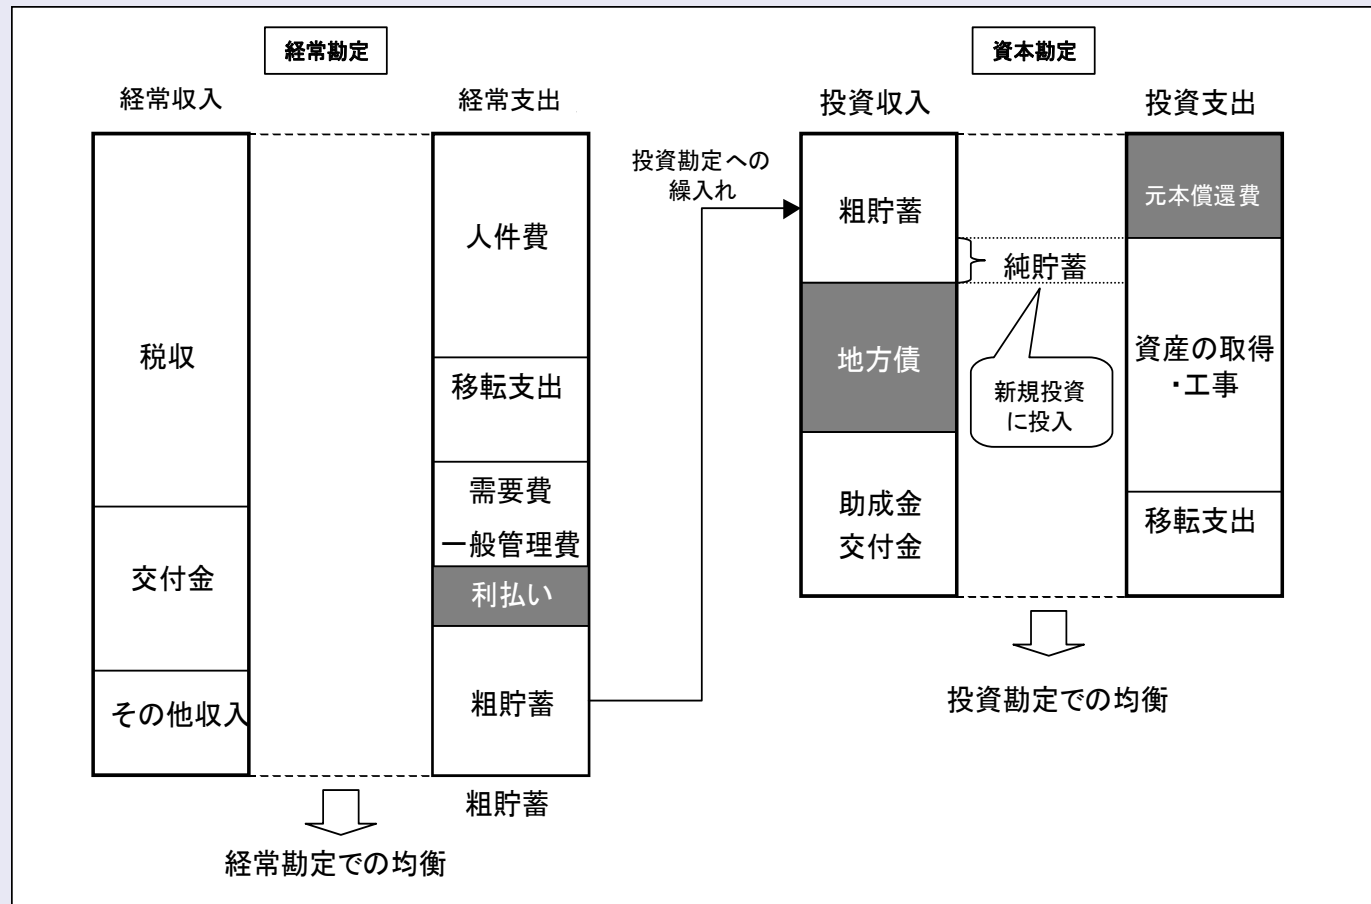 経常勘定
経常収入
経常支出
税収
交付金
その他収入
人件費
移転支出
需要費
一般管理費
利払い
粗貯蓄
粗貯蓄
経常勘定での均衡
投資勘定への
繰入れ
資本勘定
投資収入
投資支出
粗貯蓄
地方債
助成金
交付金
純貯蓄
新規投資
に投入
元本償還費
資産の取得
・工事
移転支出
投資勘定での均衡